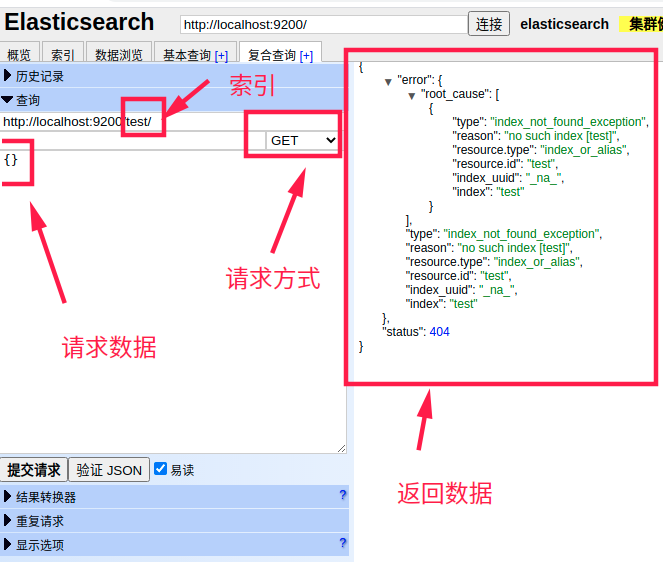 Elasticsearch http://localhost:9200/ 连接 elasticsearch
概览 索引 数据浏览 基本查询 [+] 复合查询 [+]
历史记录
索引
查询
http://localhost:9200/test/
GET
{}
请求方式
请求数据
提交请求 验证 JSON 易读
结果转换器 ?
重复请求
显示选项 ?
{
"error": {
"root_cause": [
{
"type": "index_not_found_exception",
"reason": "no such index [test]",
"resource.type": "index_or_alias",
"resource.id": "test",
"index_uuid": "_na_",
"index": "test"
}
],
"type": "index_not_found_exception",
"reason": "no such index [test]",
"resource.type": "index_or_alias",
"resource.id": "test",
"index_uuid": "_na_",
"index": "test"
},
"status": 404
}
返回数据